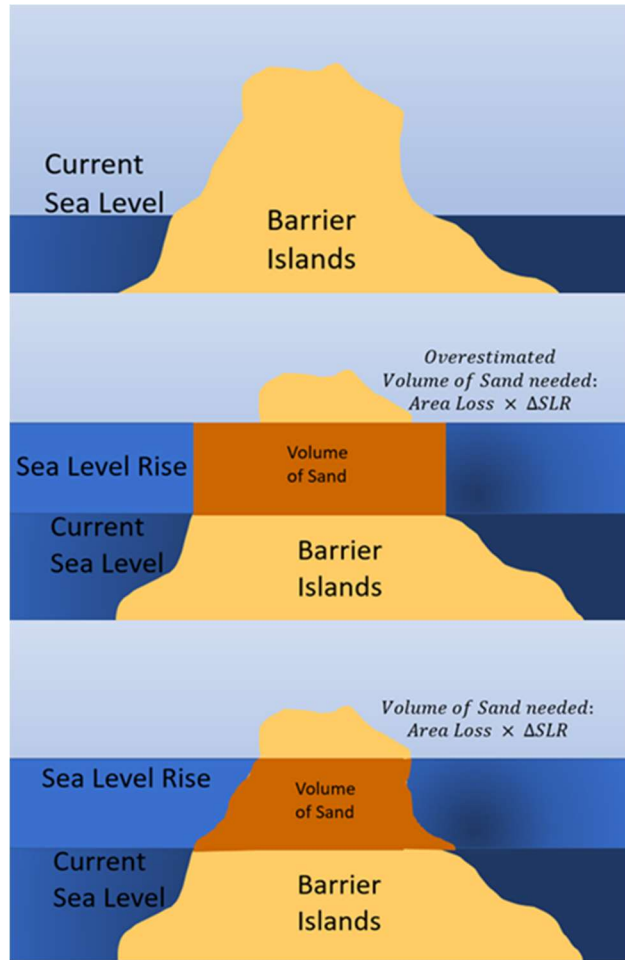 Current
Sea Level
Barrier
Islands
Overestimated
Volume of Sand needed:
Area Loss × ΔSLR
Volume
of Sand
Sea Level Rise
Current
Sea Level
Barrier
Islands
Volume of Sand needed:
Area Loss × ΔSLR
Sea Level Rise
Volume
of Sand
Current
Sea Level
Barrier
Islands